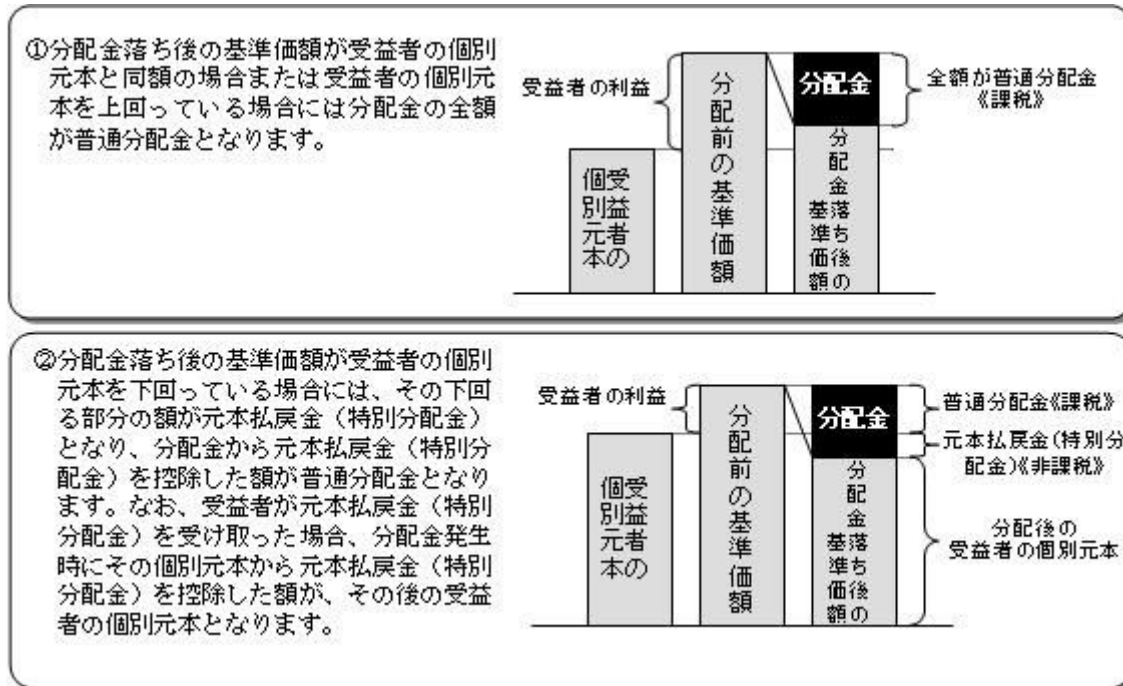 ①分配金落ち後の基準価額が受益者の個別
元本と同額の場合または受益者の個別元
本を上回っている場合には分配金の全額
が普通分配金となります。
受益者の利益
受益者の
個別元本
分配前の基準価額
分配金
分配金落ち後の
基準価額
全額が普通分配金
《課税》
②分配金落ち後の基準価額が受益者の個別
元本を下回っている場合には、その下回
る部分の額が元本払戻金（特別分配金）
となり、分配金から元本払戻金（特別分
配金）を控除した額が普通分配金となり
ます。なお、受益者が元本払戻金（特別
分配金）を受け取った場合、分配金発生
時にその個別元本から元本払戻金（特別
分配金）を控除した額が、その後の受益
者の個別元本となります。
受益者の利益
受益者の
個別元本
分配前の基準価額
分配金
分配金落ち後の
基準価額
普通分配金《課税》
元本払戻金(特別分
配金)《非課税》
分配後の
受益者の個別元本